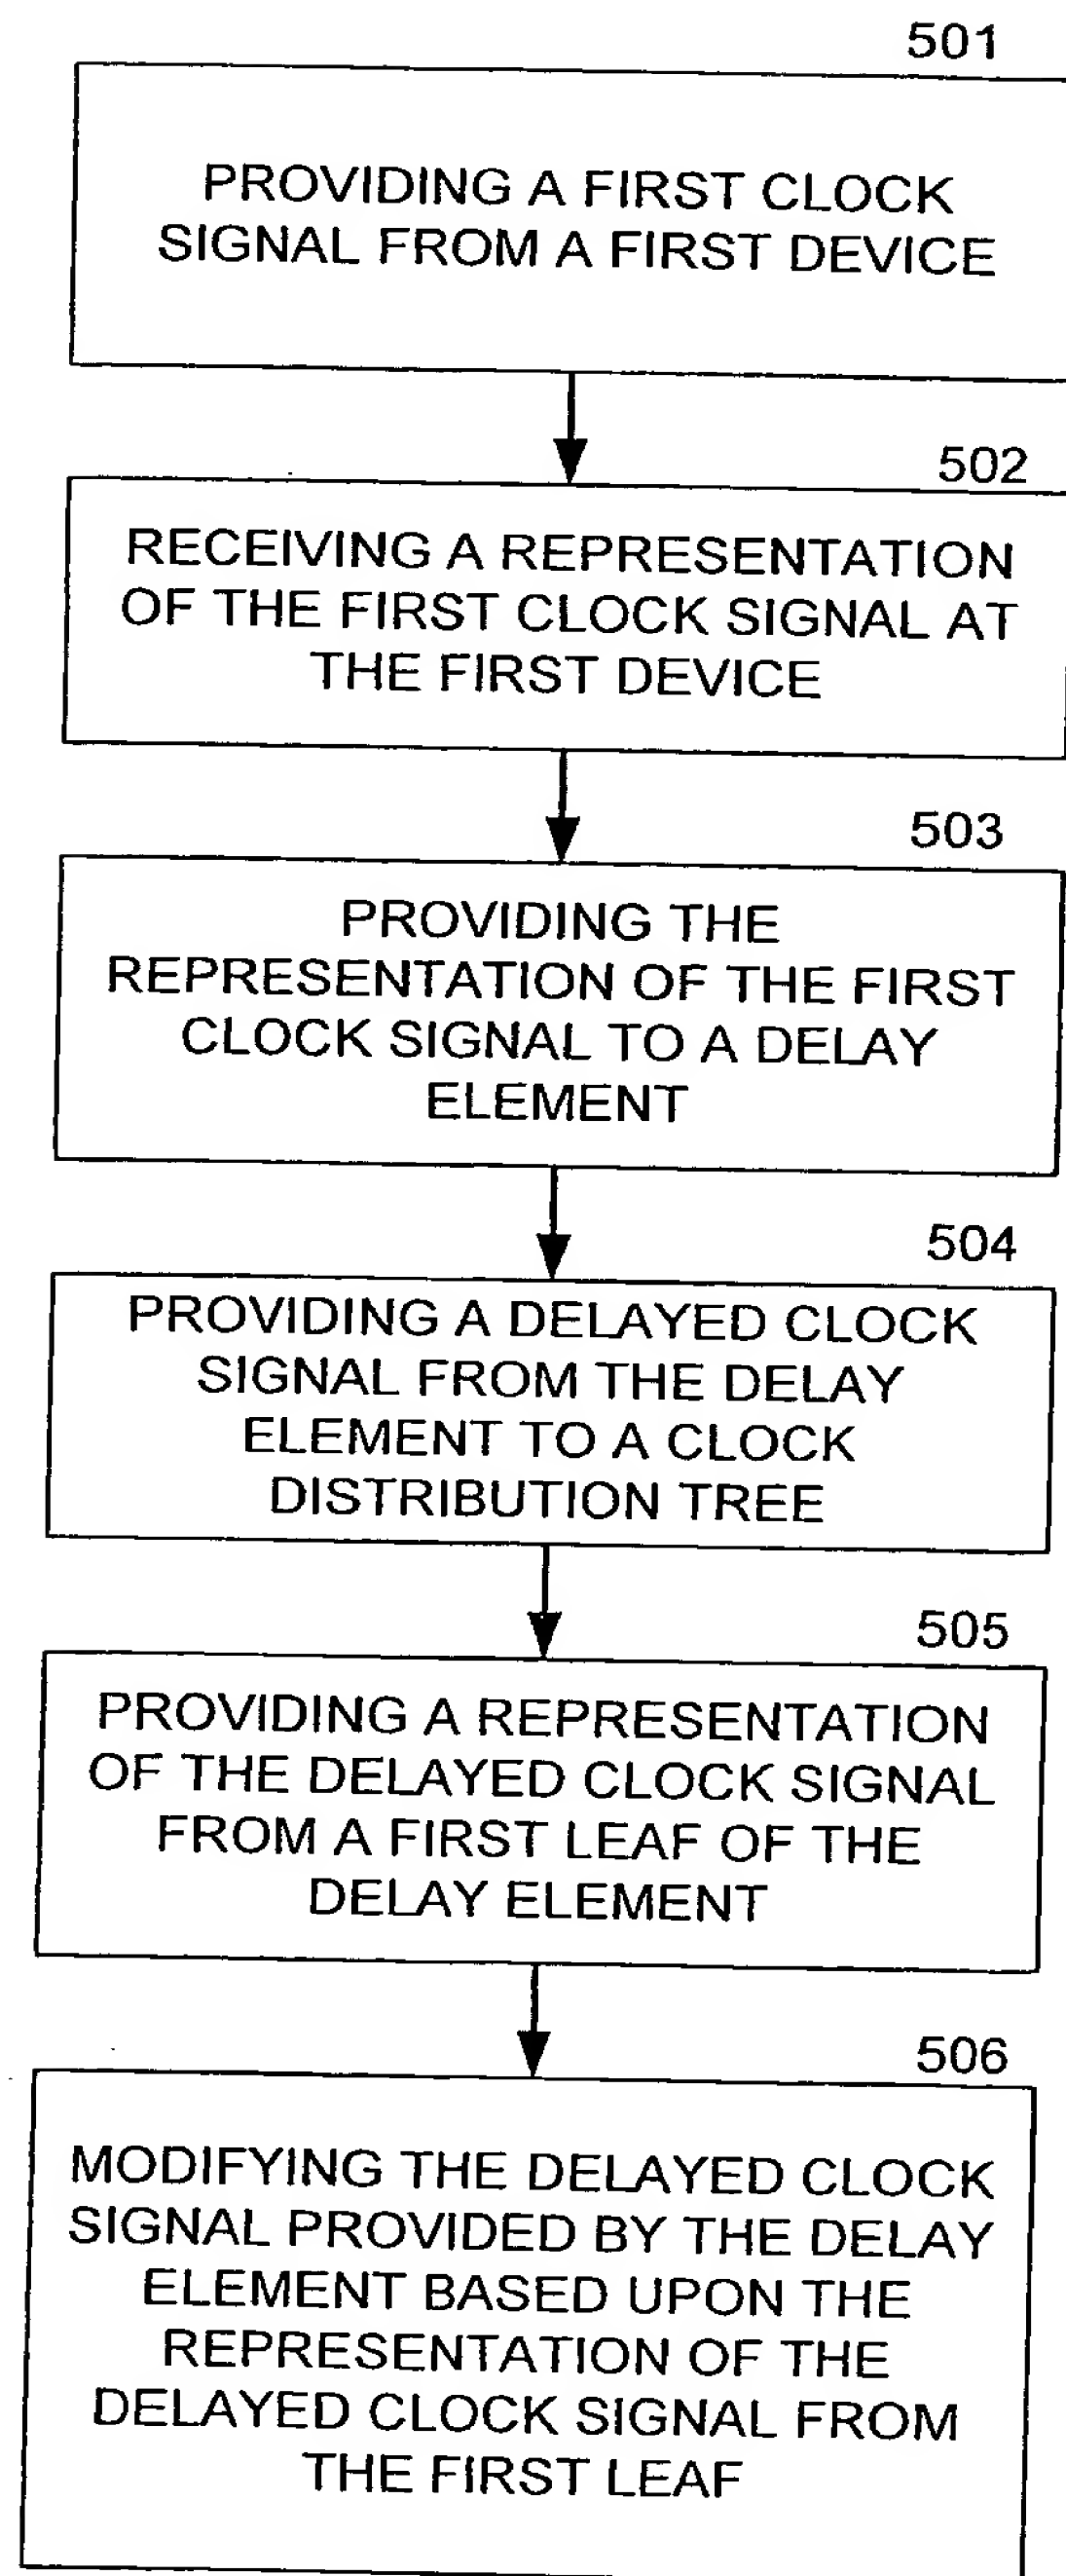 501
PROVIDING A FIRST CLOCK
SIGNAL FROM A FIRST DEVICE
502
RECEIVING A REPRESENTATION
OF THE FIRST CLOCK SIGNAL AT
THE FIRST DEVICE
503
PROVIDING THE
REPRESENTATION OF THE FIRST
CLOCK SIGNAL TO A DELAY
ELEMENT
504
PROVIDING A DELAYED CLOCK
SIGNAL FROM THE DELAY
ELEMENT TO A CLOCK
DISTRIBUTION TREE
505
PROVIDING A REPRESENTATION
OF THE DELAYED CLOCK SIGNAL
FROM A FIRST LEAF OF THE
DELAY ELEMENT
506
MODIFYING THE DELAYED CLOCK
SIGNAL PROVIDED BY THE DELAY
ELEMENT BASED UPON THE
REPRESENTATION OF THE
DELAYED CLOCK SIGNAL FROM
THE FIRST LEAF